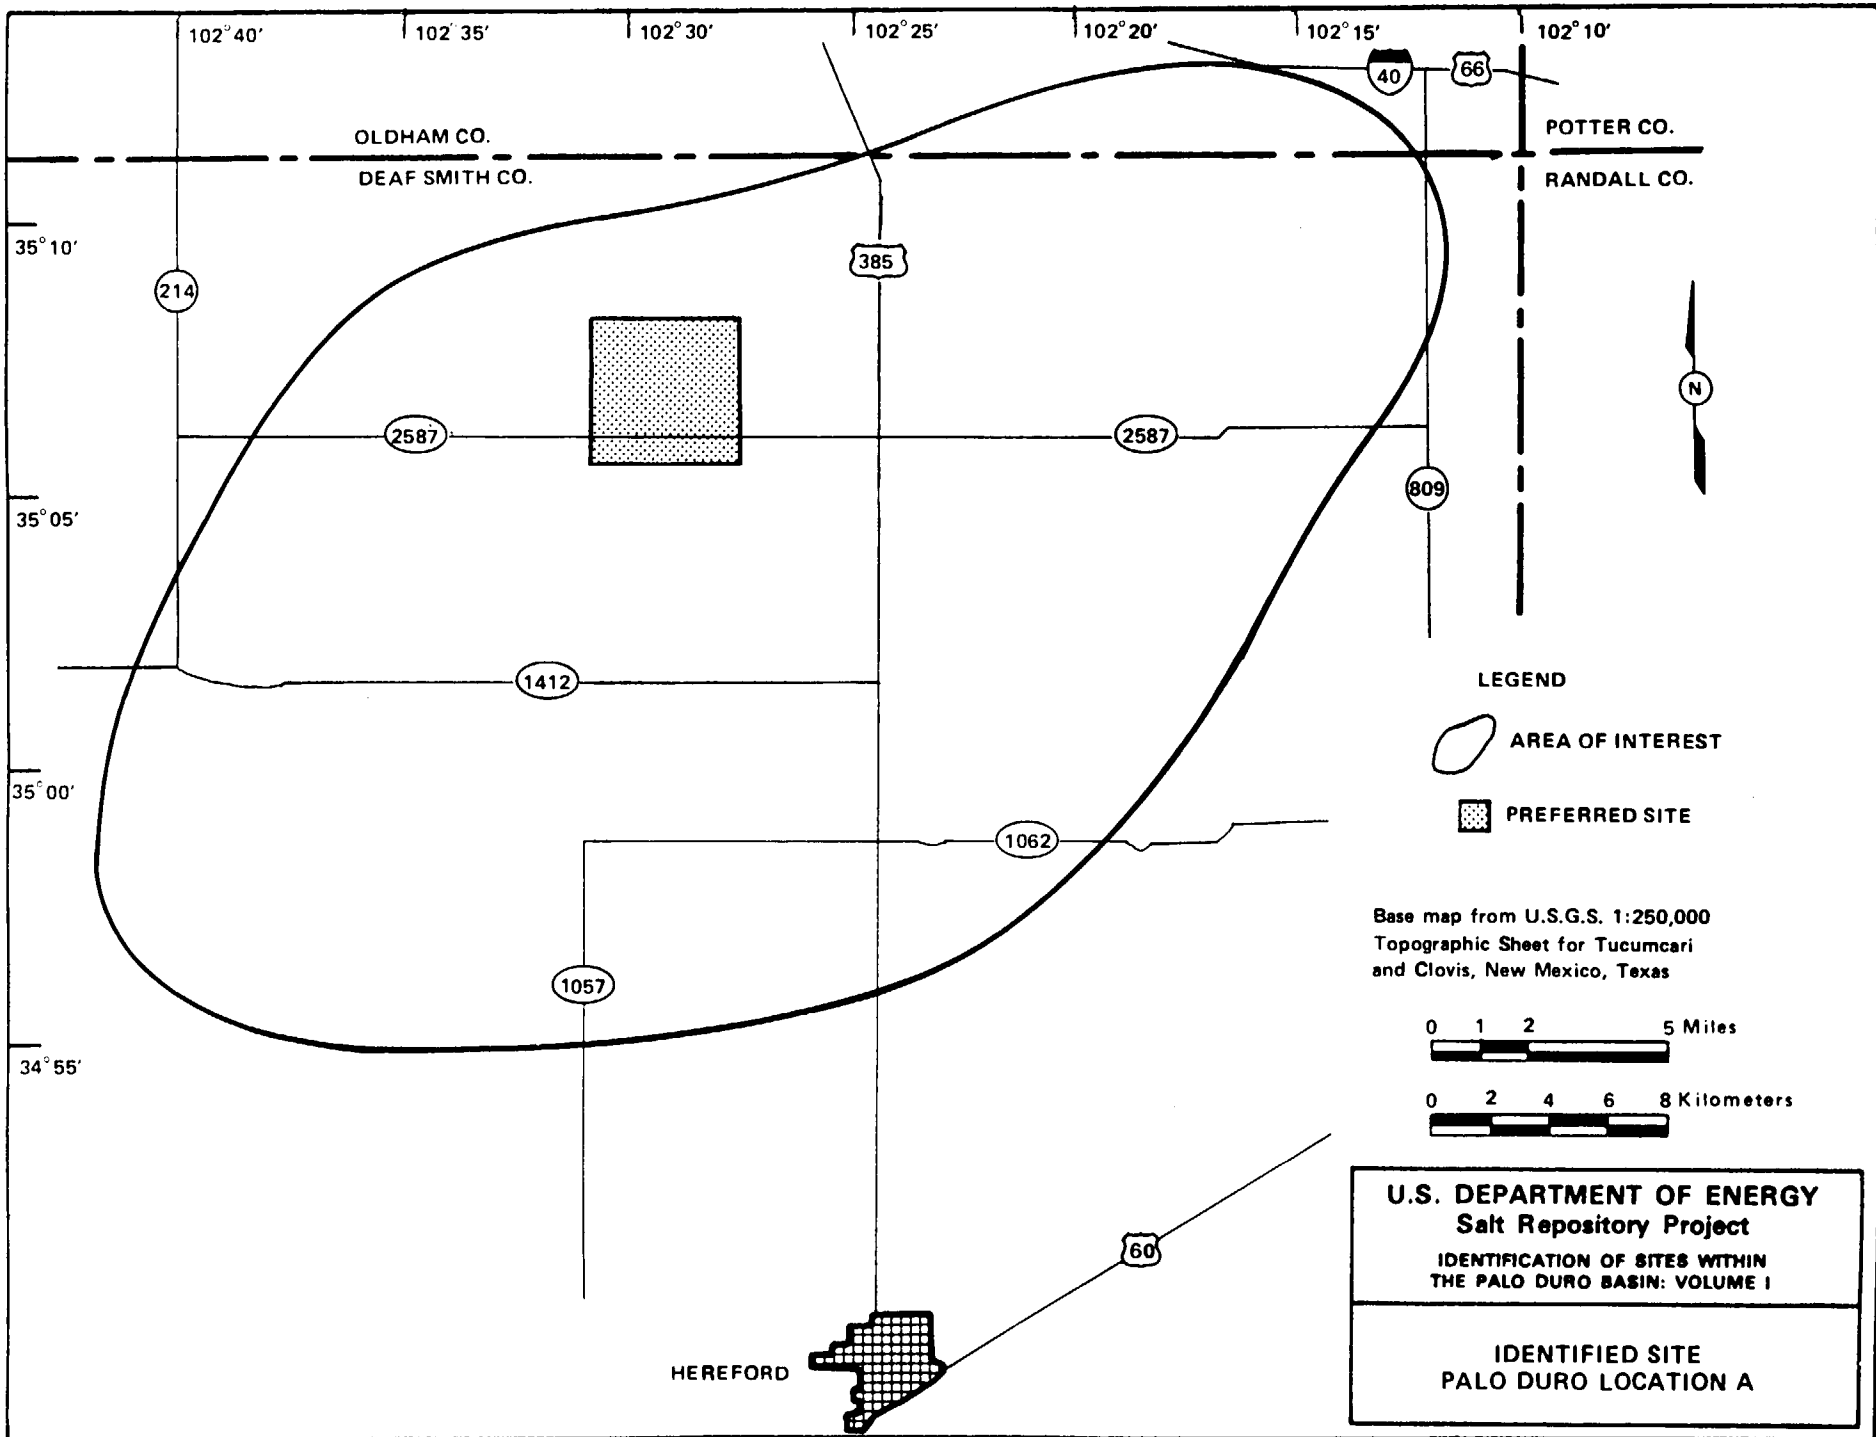 102°40' 102°35' 102°30' 102°25' 102°20' 102°15' 102°10'
40 66
OLDHAM CO.
POTTER CO.
DEAF SMITH CO.
RANDALL CO.
35°10'
385
214
N
2587 2587
809
35°05'
1412
LEGEND
AREA OF INTEREST
35°00'
PREFERRED SITE
1062
Base map from U.S.G.S. 1:250,000
Topographic Sheet for Tucumcari
and Clovis, New Mexico, Texas
1057
0 1 2 5 Miles
34°55'
0 2 4 6 8 Kilometers
U.S. DEPARTMENT OF ENERGY
Salt Repository Project
60
IDENTIFICATION OF SITES WITHIN
THE PALO DURO BASIN: VOLUME I
IDENTIFIED SITE
PALO DURO LOCATION A
HEREFORD